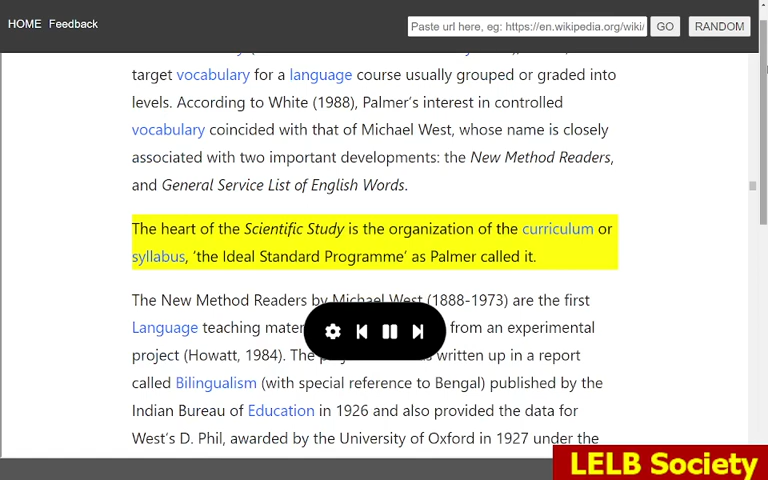 HOME Feedback
Paste url here, eg: https://en.wikipedia.org/wiki/ GO RANDOM
target vocabulary for a language course usually grouped or graded into
levels. According to White (1988), Palmer's interest in controlled
vocabulary coincided with that of Michael West, whose name is closely
associated with two important developments: the New Method Readers,
and General Service List of English Words.
The heart of the Scientific Study is the organization of the curriculum or
syllabus, 'the Ideal Standard Programme' as Palmer called it.
The New Method Readers by Michael West (1888-1973) are the first
Language teaching from an experimental
project (Howatt, 1984). The written up in a report
called Bilingualism (with special reference to Bengal) published by the
Indian Bureau of Education in 1926 and also provided the data for
West's D. Phil, awarded by the University of Oxford in 1927 under the
LELB Society